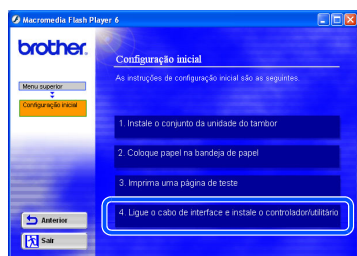 Macromedia Flash Player 6
brother.
Configuração inicial
As instruções de configuração inicial são as seguintes.
Menu superior
Configuração inicial
1. Instale o conjunto da unidade do tambor
2. Coloque papel na bandeja de papel
3. Imprima uma página de teste
4. Ligue o cabo de interface e instale o controlador/utilitário
Anterior
Sair